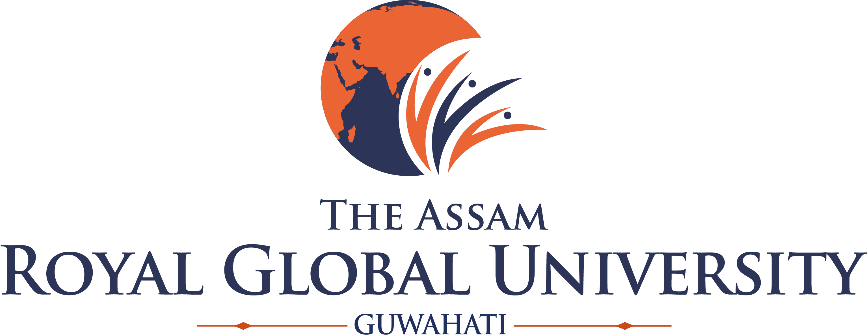 THE ASSAM
ROYAL GLOBAL UNIVERSITY
GUWAHATI